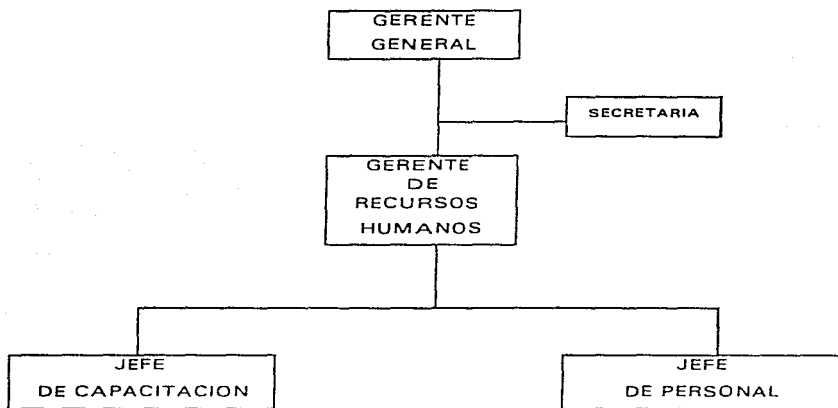 GERENTE
GENERAL
SECRETARIA
GERENTE
DE
RECURSOS
HUMANOS
JEFE
DE CAPACITACION
JEFE
DE PERSONAL